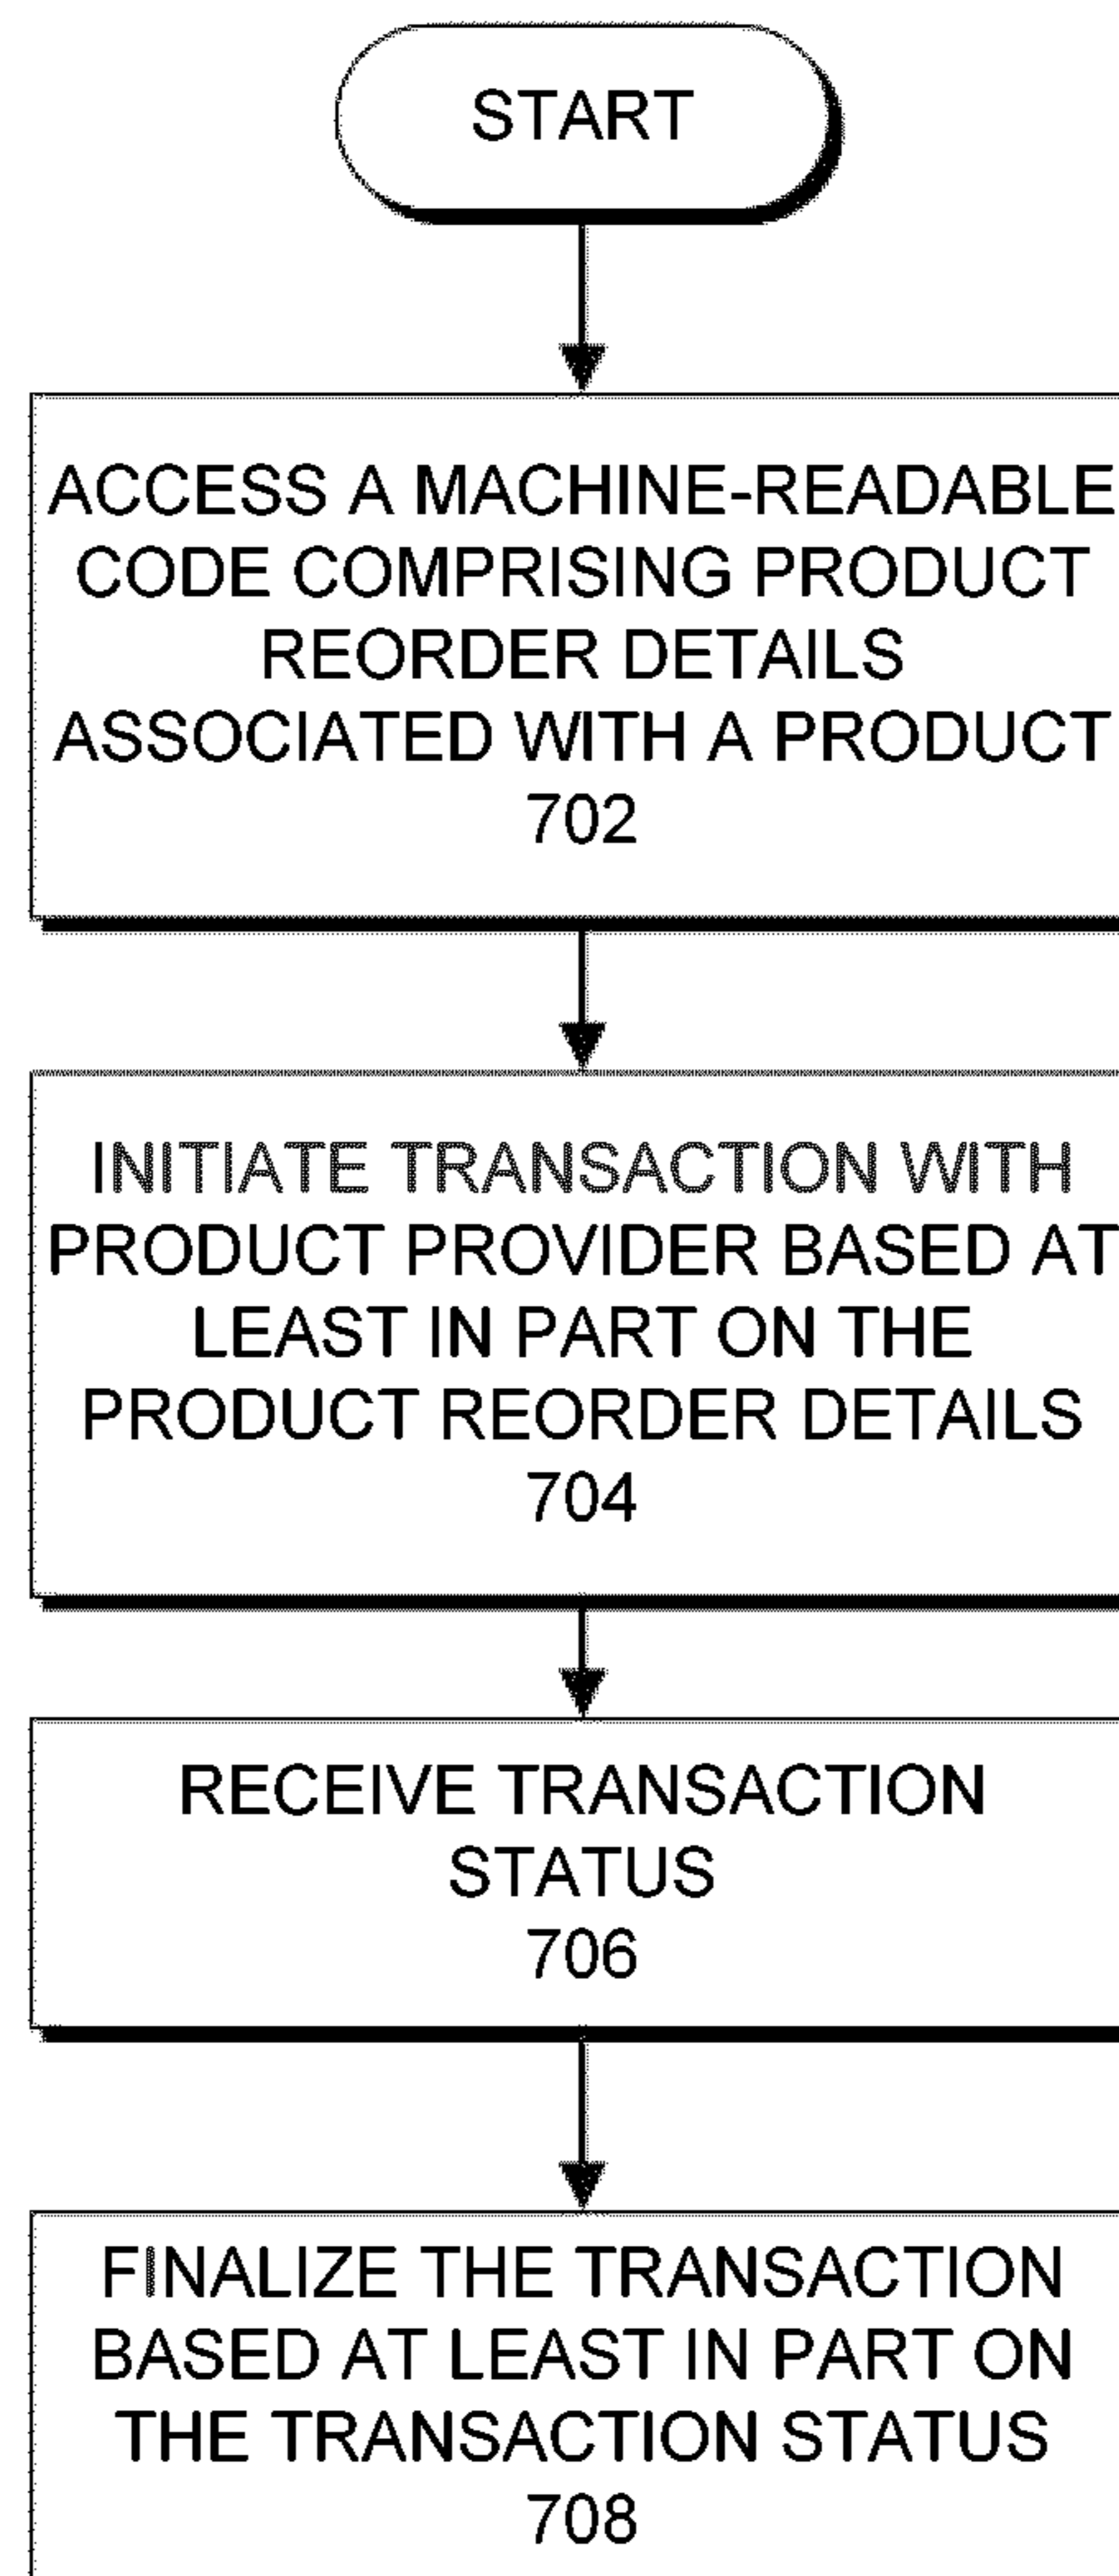 START
ACCESS A MACHINE-READABLE
CODE COMPRISING PRODUCT
REORDER DETAILS
ASSOCIATED WITH A PRODUCT
702
INITIATE TRANSACTION WITH
PRODUCT PROVIDER BASED AT
LEAST IN PART ON THE
PRODUCT REORDER DETAILS
704
RECEIVE TRANSACTION
STATUS
706
FINALIZE THE TRANSACTION
BASED AT LEAST IN PART ON
THE TRANSACTION STATUS
708